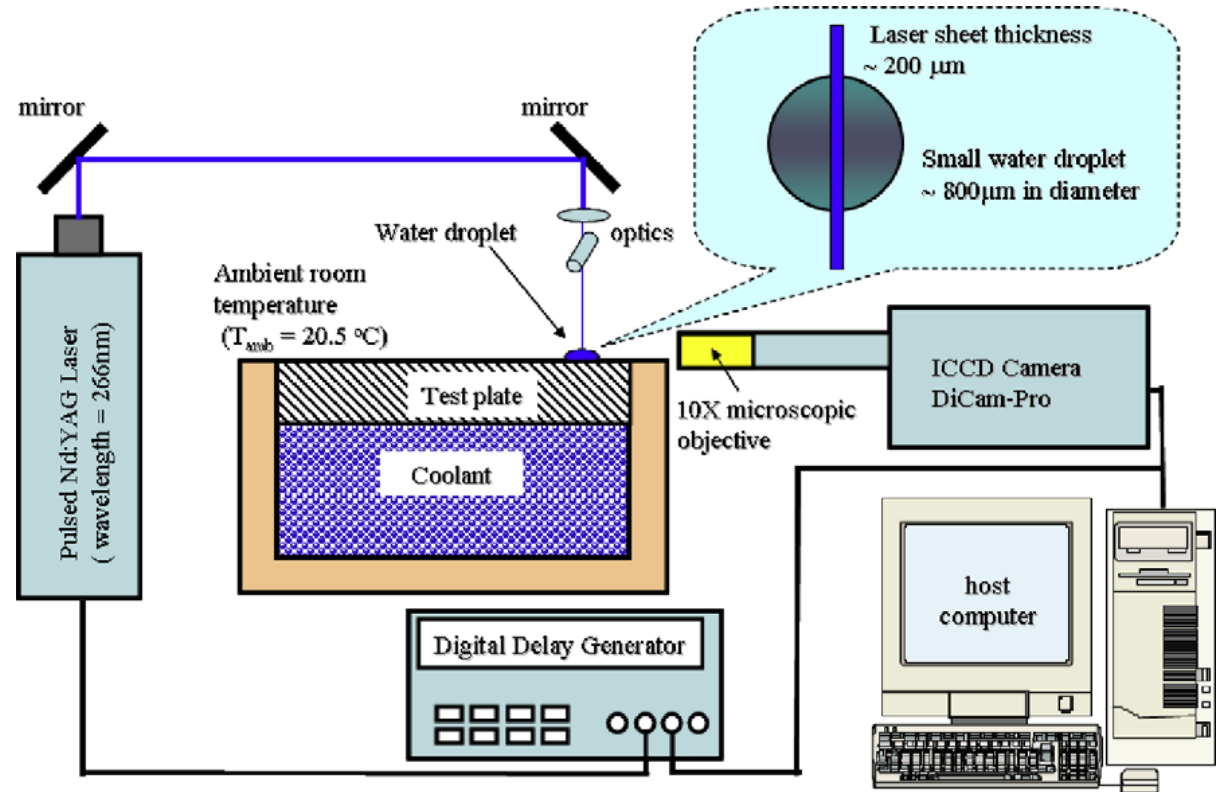 Laser sheet thickness
~ 200 μm
Small water droplet
~ 800μm in diameter
mirror
mirror
Water droplet
optics
Ambient room
temperature
(Tamb = 20.5 °C)
Pulsed Nd:YAG Laser
( wavelength = 266nm)
Test plate
Coolant
10X microscopic
objective
ICCD Camera
DiCam-Pro
host
computer
Digital Delay Generator